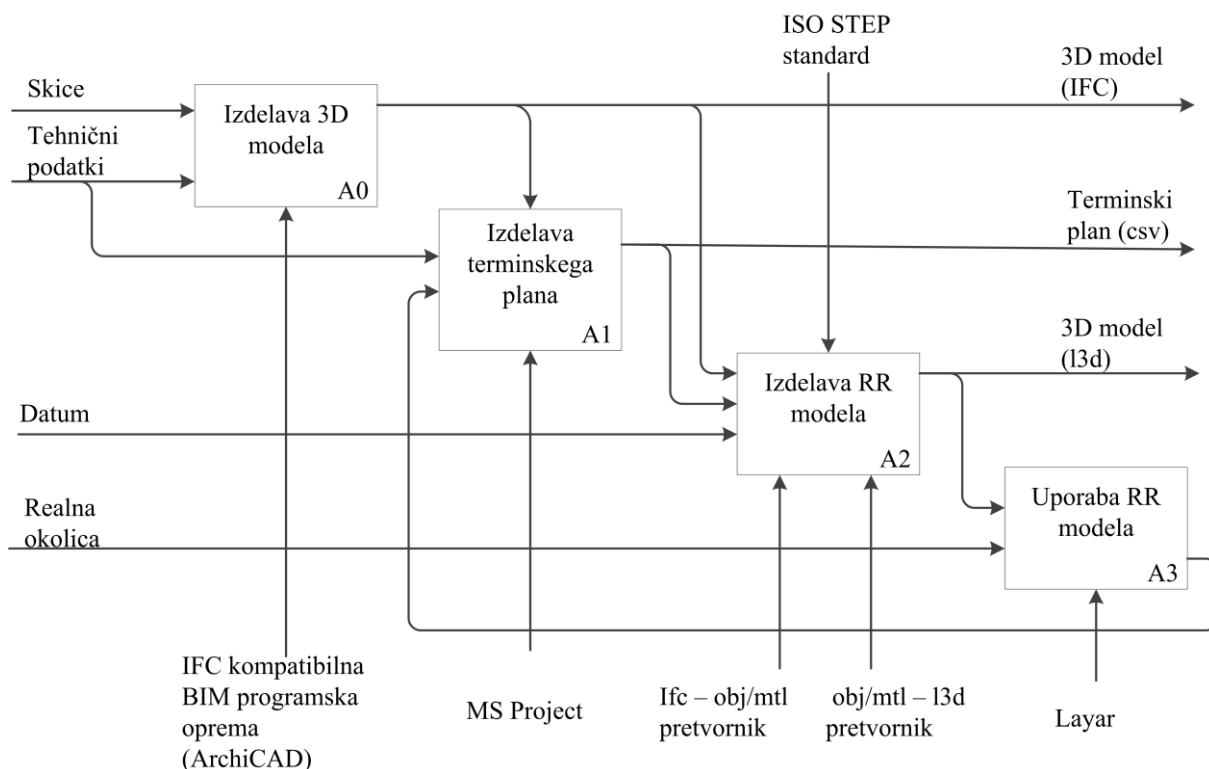 ISO STEP
standard
3D model
(IFC)
Skice
Izdelava 3D
modela
A0
Tehnični
podatki
Terminski
plan (csv)
Izdelava
terminskega
plana
A1
3D model
(l3d)
Izdelava RR
modela
A2
Datum
Realna
okolica
Uporaba RR
modela
A3
IFC kompatibilna
BIM programska
oprema
(ArchiCAD)
MS Project
Ifc – obj/mtl
pretvornik
obj/mtl – l3d
pretvornik
Layar